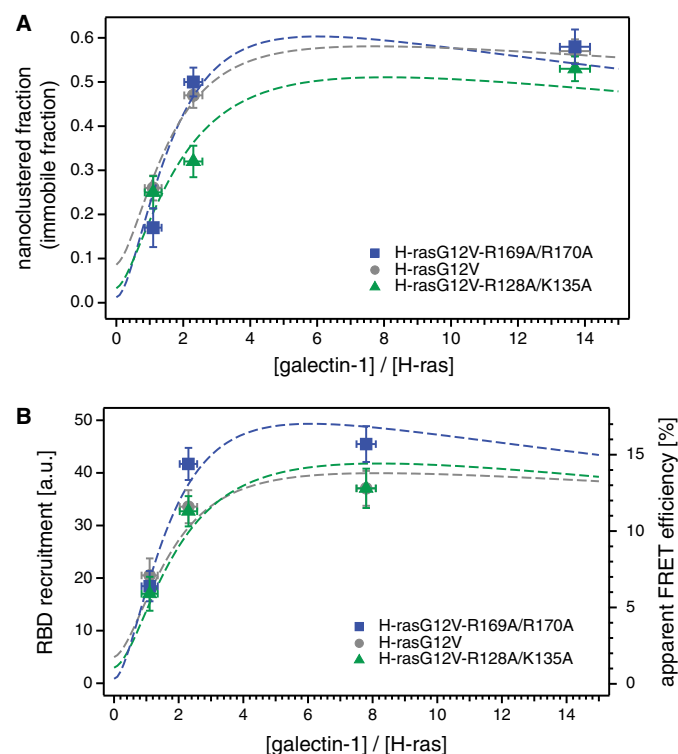 A
nanoclustered fraction
(immobile fraction)
0.6
0.5
0.4
0.3
0.2
0.1
0.0
H-rasG12V-R169A/R170A
H-rasG12V
H-rasG12V-R128A/K135A
0 2 4 6 8 10 12 14
[galectin-1] / [H-ras]
B
RBD recruitment [a.u.]
50
40
30
20
10
0
15
10
5
0
apparent FRET efficiency [%]
H-rasG12V-R169A/R170A
H-rasG12V
H-rasG12V-R128A/K135A
0 2 4 6 8 10 12 14
[galectin-1] / [H-ras]